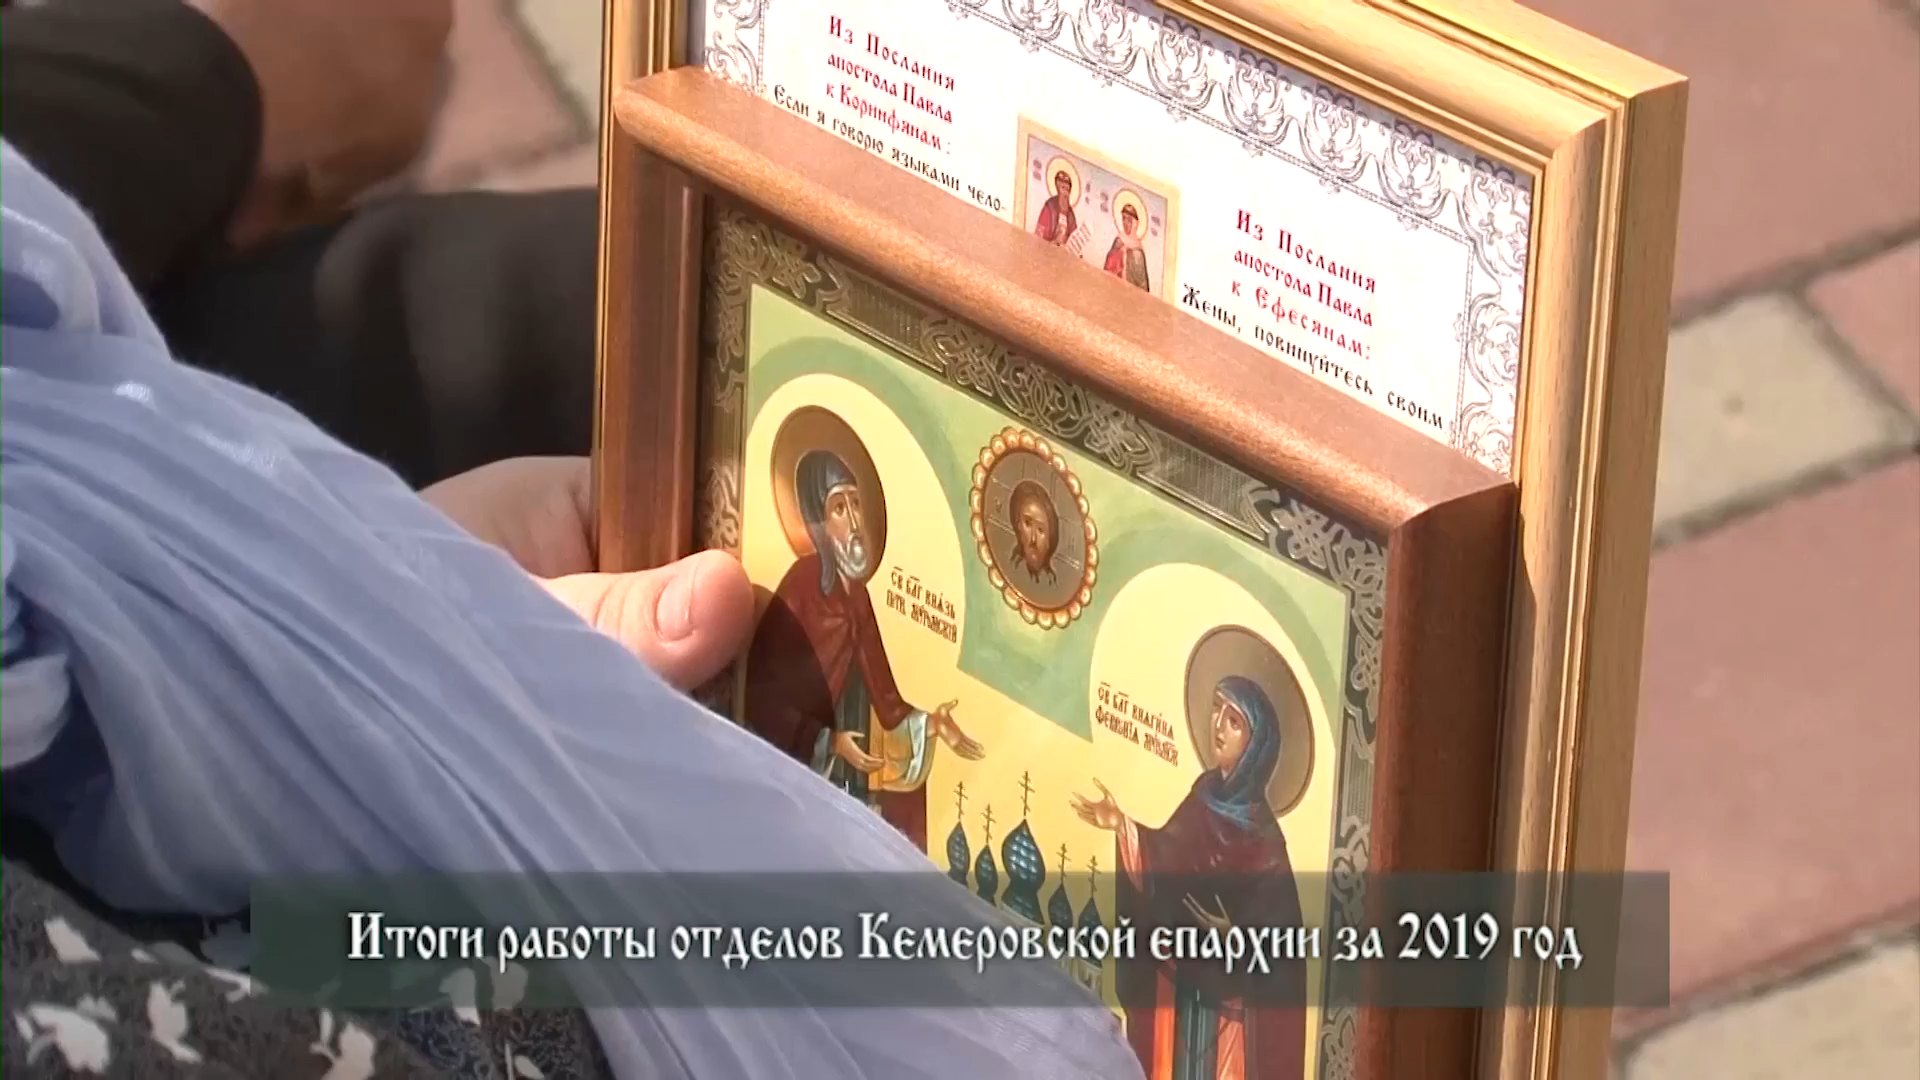 Из Послания
апостола Павла
к Коринфянам:
Если я говорю языками чело-
Из Послания
апостола Павла
к Ефесянам:
Жены, повинуйтесь своим
Итоги работы отделов Кемеровской епархии за 2019 год